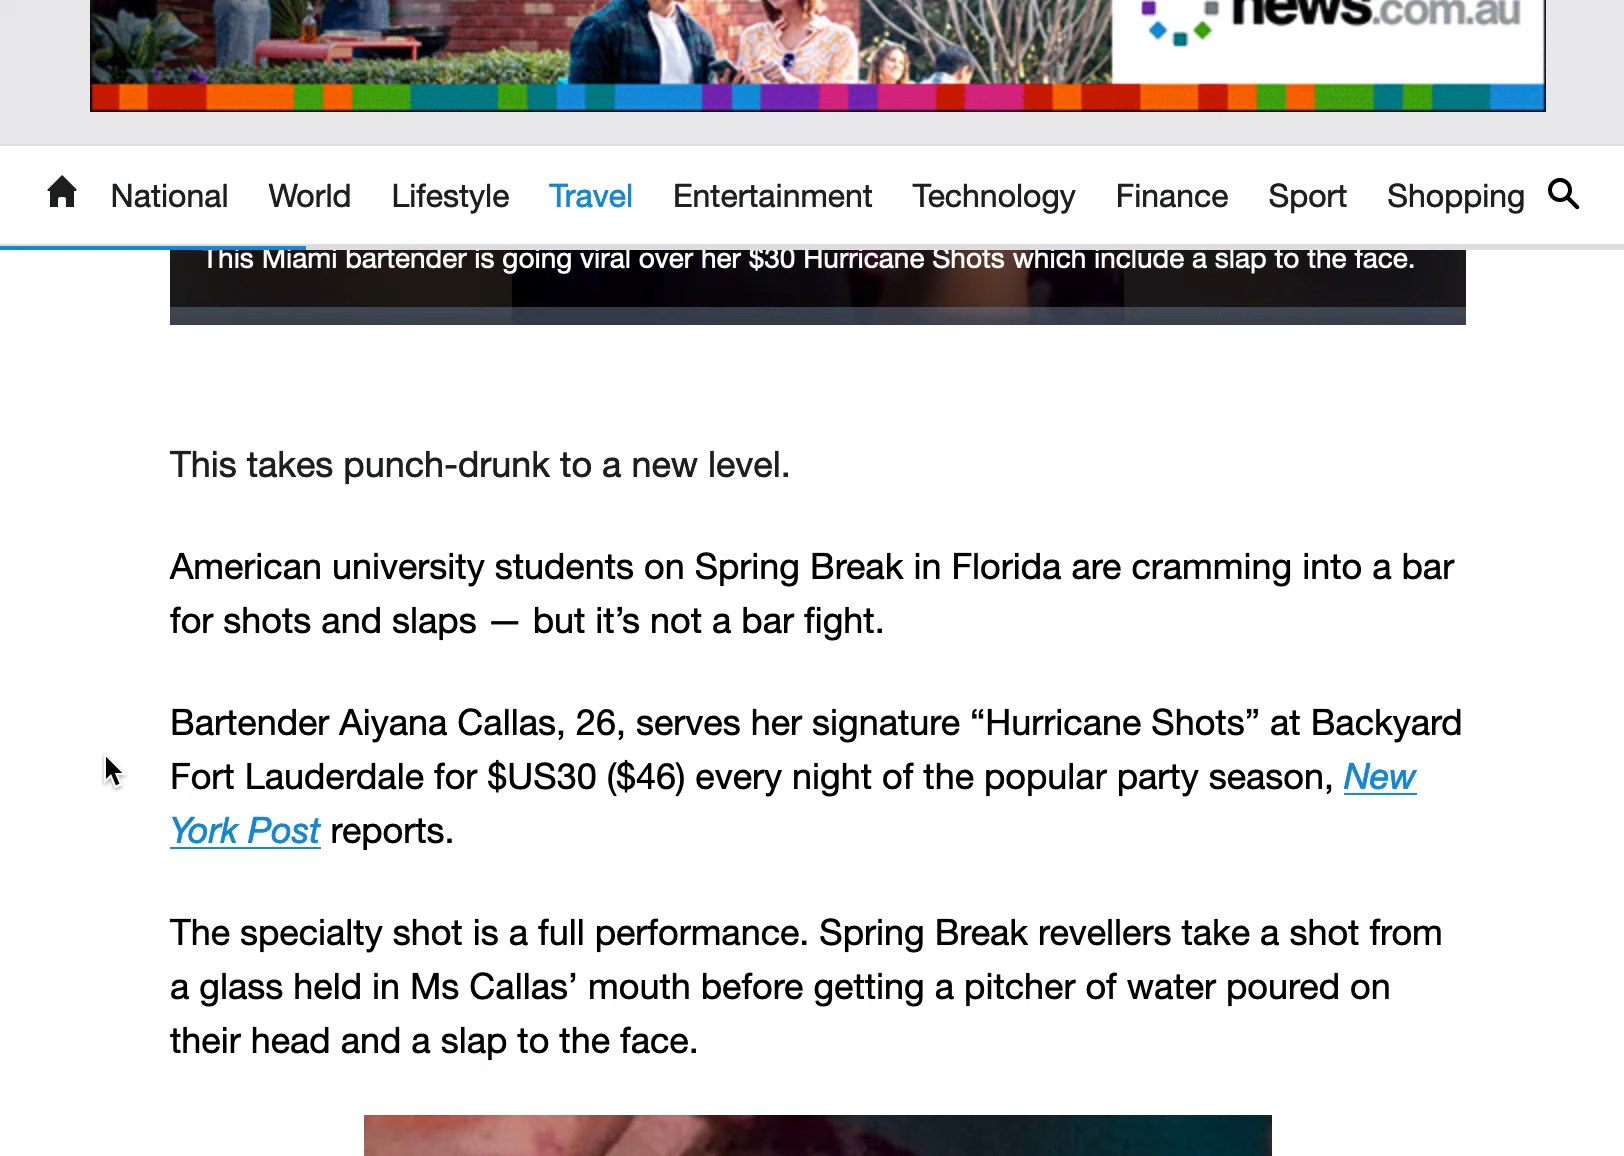 news.com.au
National World Lifestyle Travel Entertainment Technology Finance Sport Shopping
This Miami bartender is going viral over her $30 Hurricane Shots which include a slap to the face.
This takes punch-drunk to a new level.
American university students on Spring Break in Florida are cramming into a bar
for shots and slaps — but it’s not a bar fight.
Bartender Aiyana Callas, 26, serves her signature “Hurricane Shots” at Backyard
Fort Lauderdale for $US30 ($46) every night of the popular party season, New
York Post reports.
The specialty shot is a full performance. Spring Break revellers take a shot from
a glass held in Ms Callas’ mouth before getting a pitcher of water poured on
their head and a slap to the face.